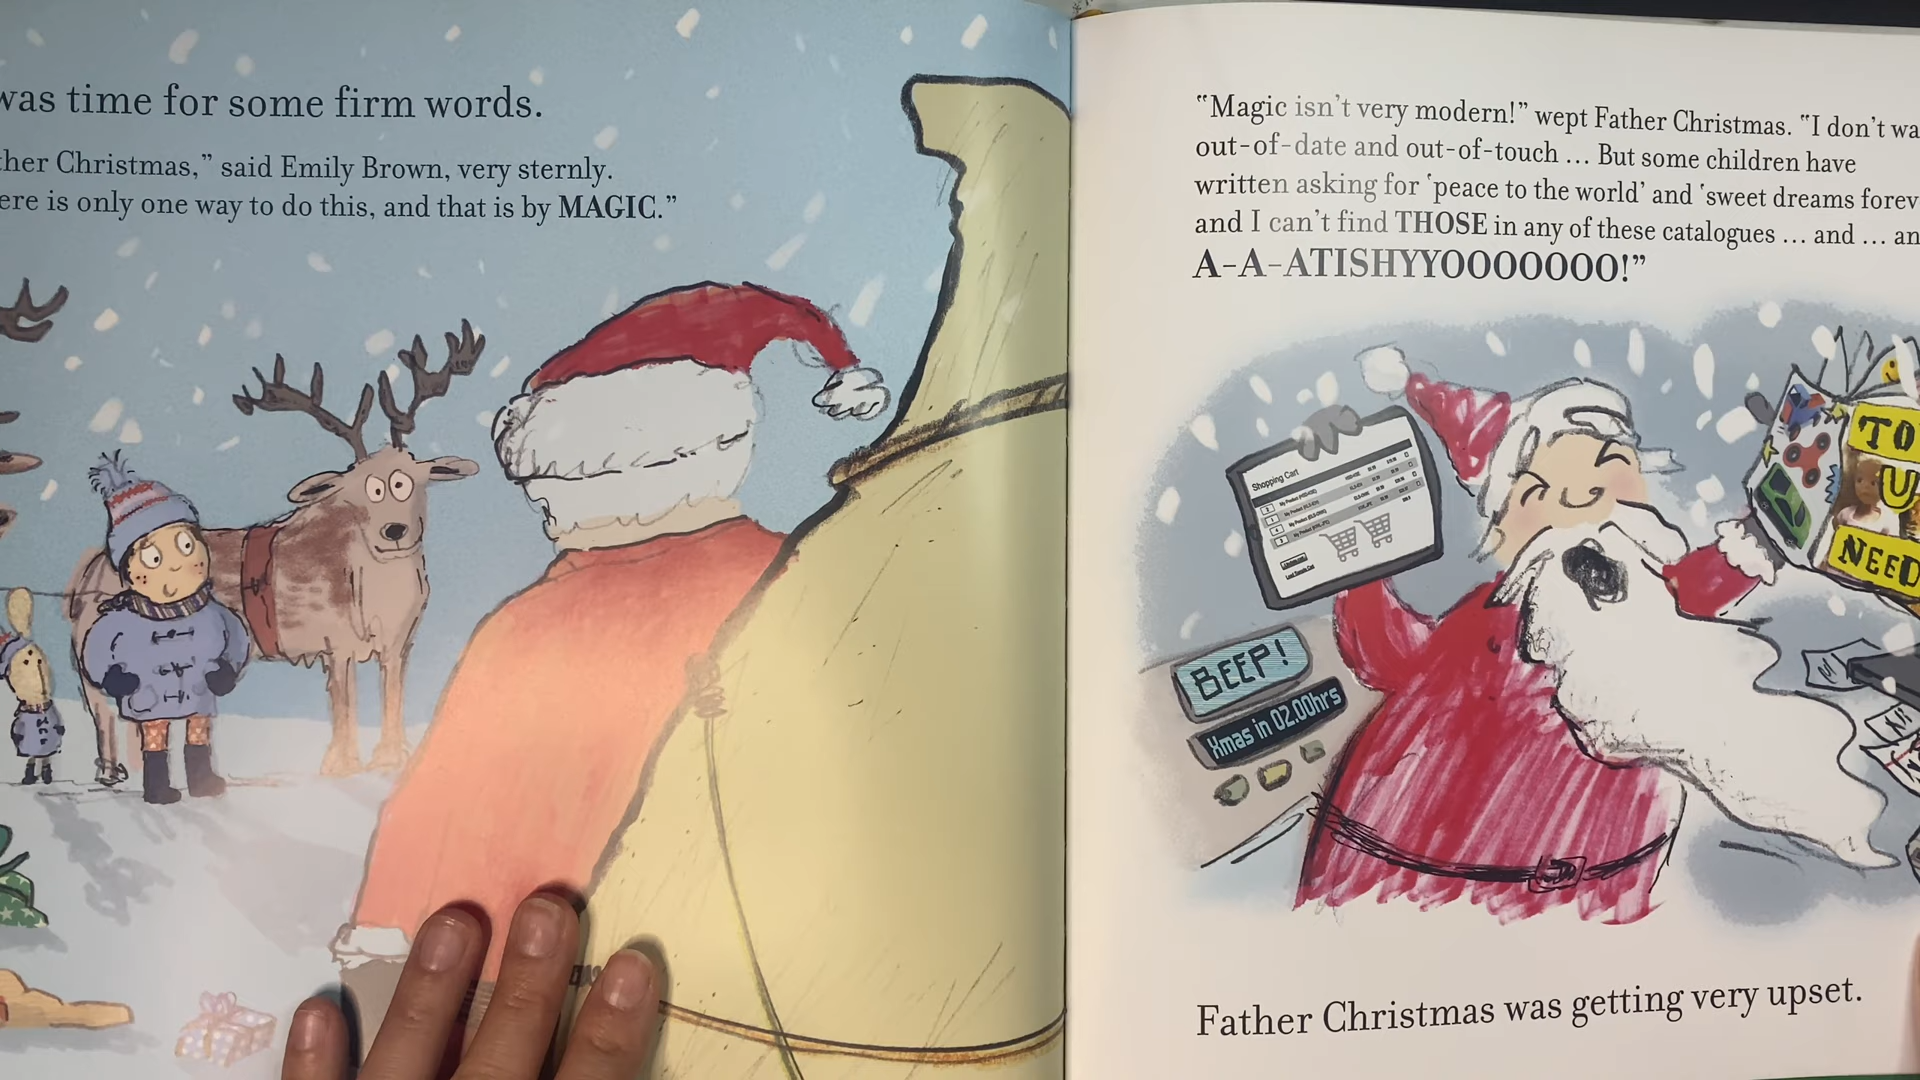 was time for some firm words.
ther Christmas,” said Emily Brown, very sternly.
ere is only one way to do this, and that is by MAGIC.”
“Magic isn’t very modern!” wept Father Christmas. “I don’t wa
out-of-date and out-of-touch ... But some children have
written asking for ‘peace to the world’ and ‘sweet dreams forev
and I can’t find THOSE in any of these catalogues ... and ... an
A-A-ATISHYYOOOOOOO!”
Shopping Cart
TO
U
NEED
BEEP!
Xmas in 02.00hrs
Father Christmas was getting very upset.